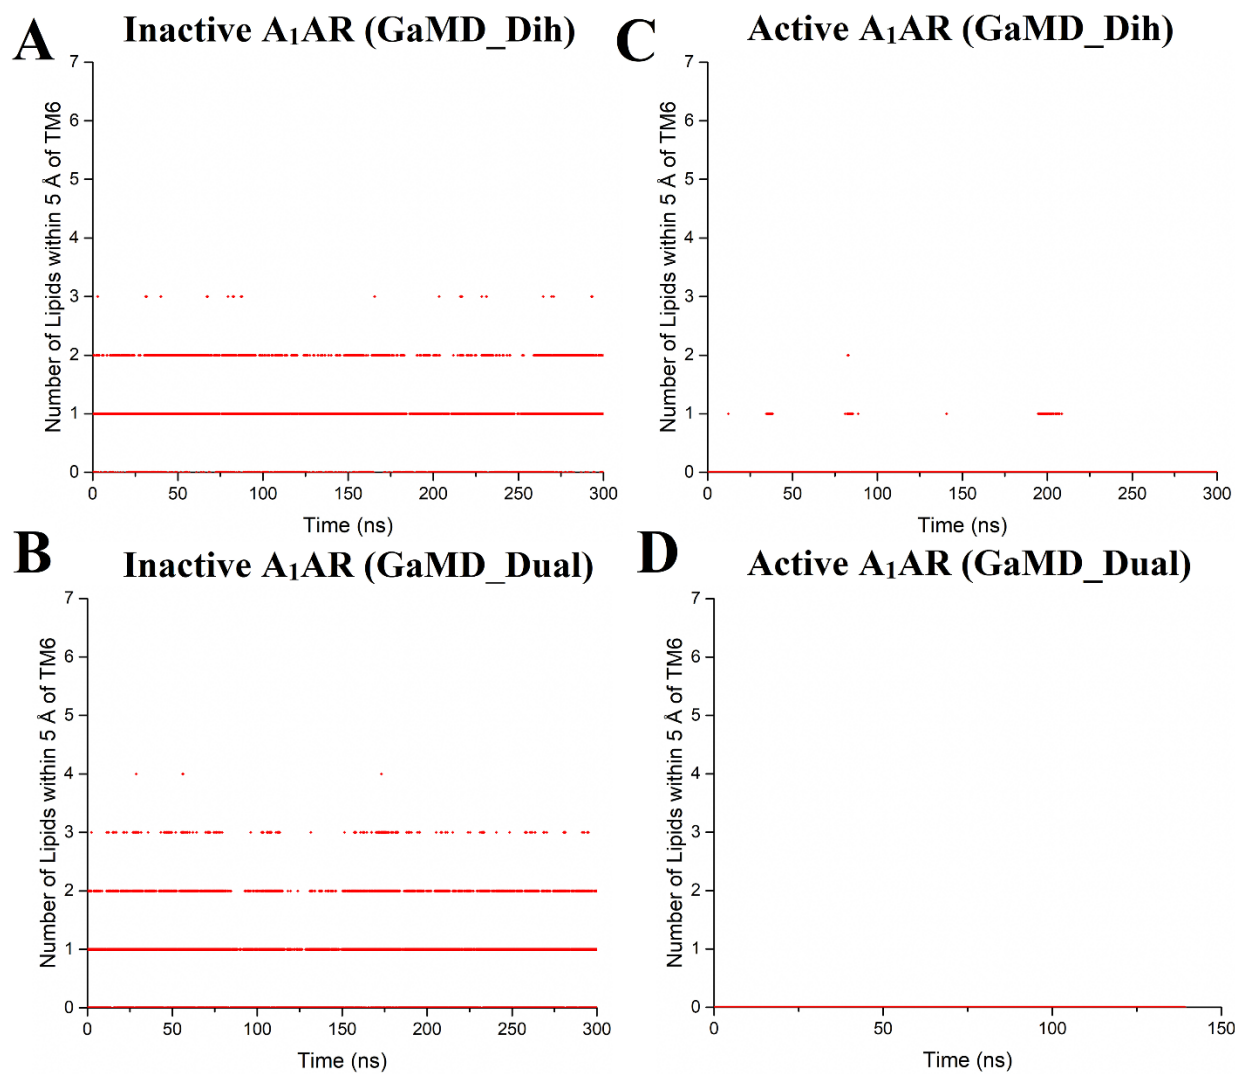 A
Inactive A₁AR (GaMD_Dih)
Number of Lipids within 5 Å of TM6
7
6
5
4
3
2
1
0
0 50 100 150 200 250 300
Time (ns)
C
Active A₁AR (GaMD_Dih)
Number of Lipids within 5 Å of TM6
7
6
5
4
3
2
1
0
0 50 100 150 200 250 300
Time (ns)
B
Inactive A₁AR (GaMD_Dual)
Number of Lipids within 5 Å of TM6
7
6
5
4
3
2
1
0
0 50 100 150 200 250 300
Time (ns)
D
Active A₁AR (GaMD_Dual)
Number of Lipids within 5 Å of TM6
7
6
5
4
3
2
1
0
0 50 100 150
Time (ns)